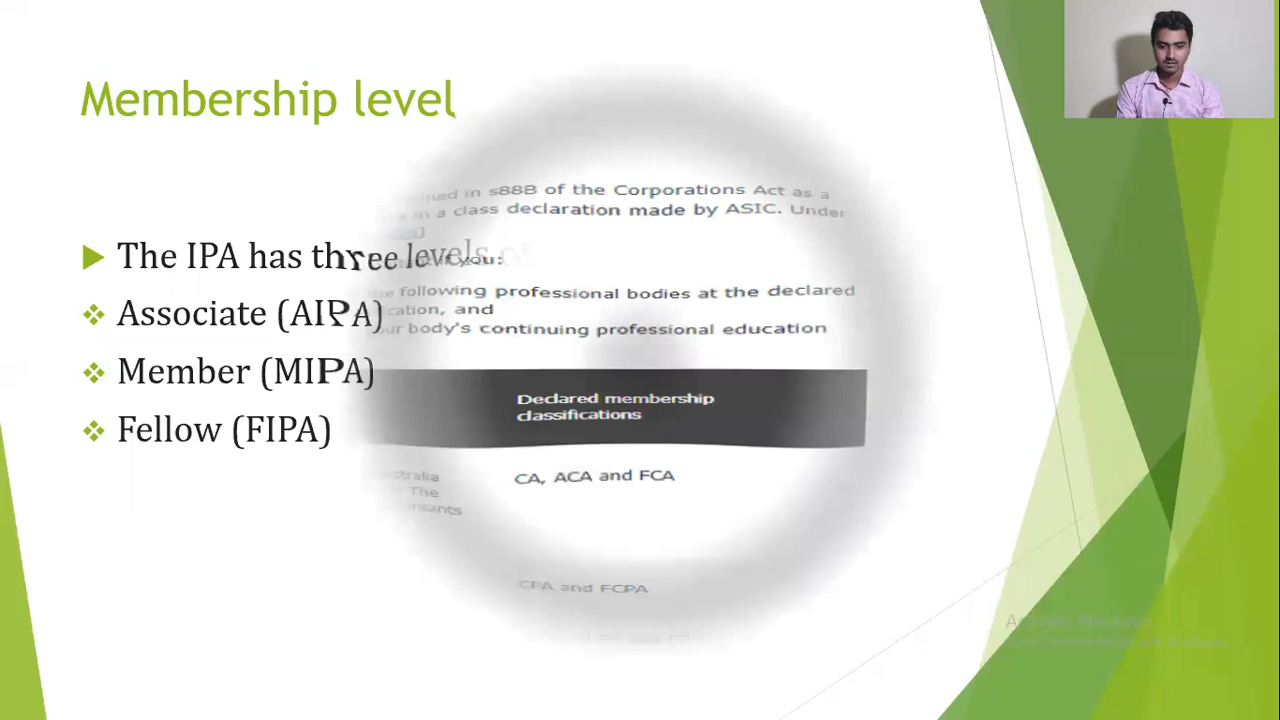 Membership level
The IPA has three levels of
Associate (AIPA)
Member (MIPA)
Fellow (FIPA)
in s88B of the Corporations Act as a
in a class declaration made by ASIC. Under
you:
following professional bodies at the declared
and
body's continuing professional education
Declared membership
classifications
CA, ACA and FCA
The
CPA and FCPA